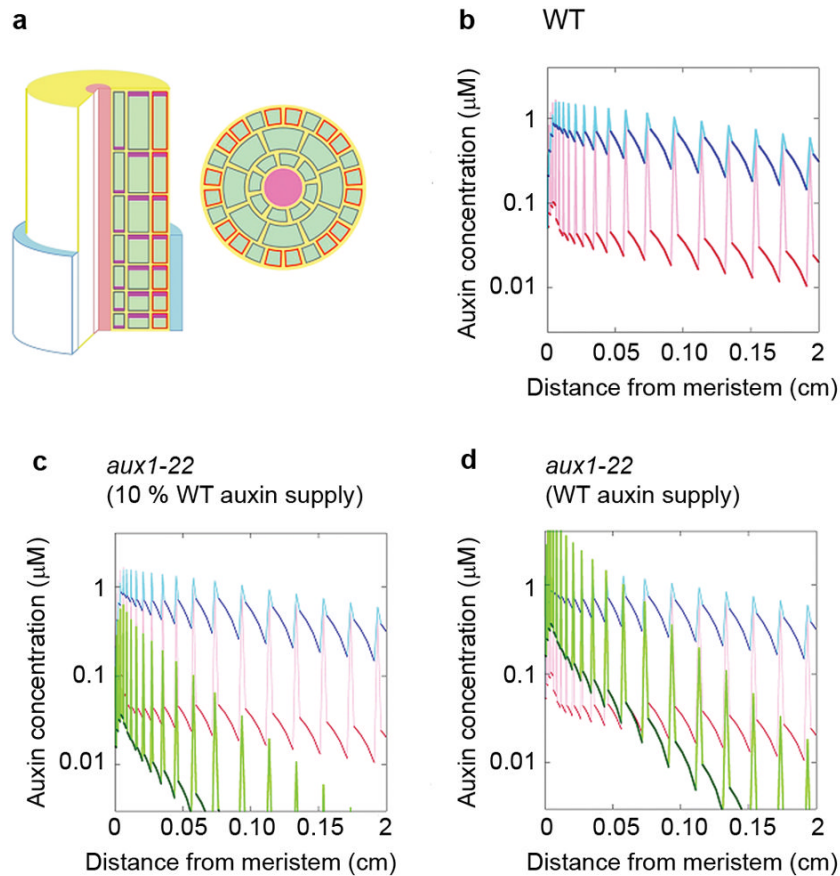 a
b WT
Auxin concentration (μM)
1
0.1
0.01
0 0.05 0.10 0.15 2
Distance from meristem (cm)
c aux1-22
(10 % WT auxin supply)
Auxin concentration (μM)
1
0.1
0.01
0 0.05 0.10 0.15 2
Distance from meristem (cm)
d aux1-22
(WT auxin supply)
Auxin concentration (μM)
1
0.1
0.01
0 0.05 0.10 0.15 2
Distance from meristem (cm)